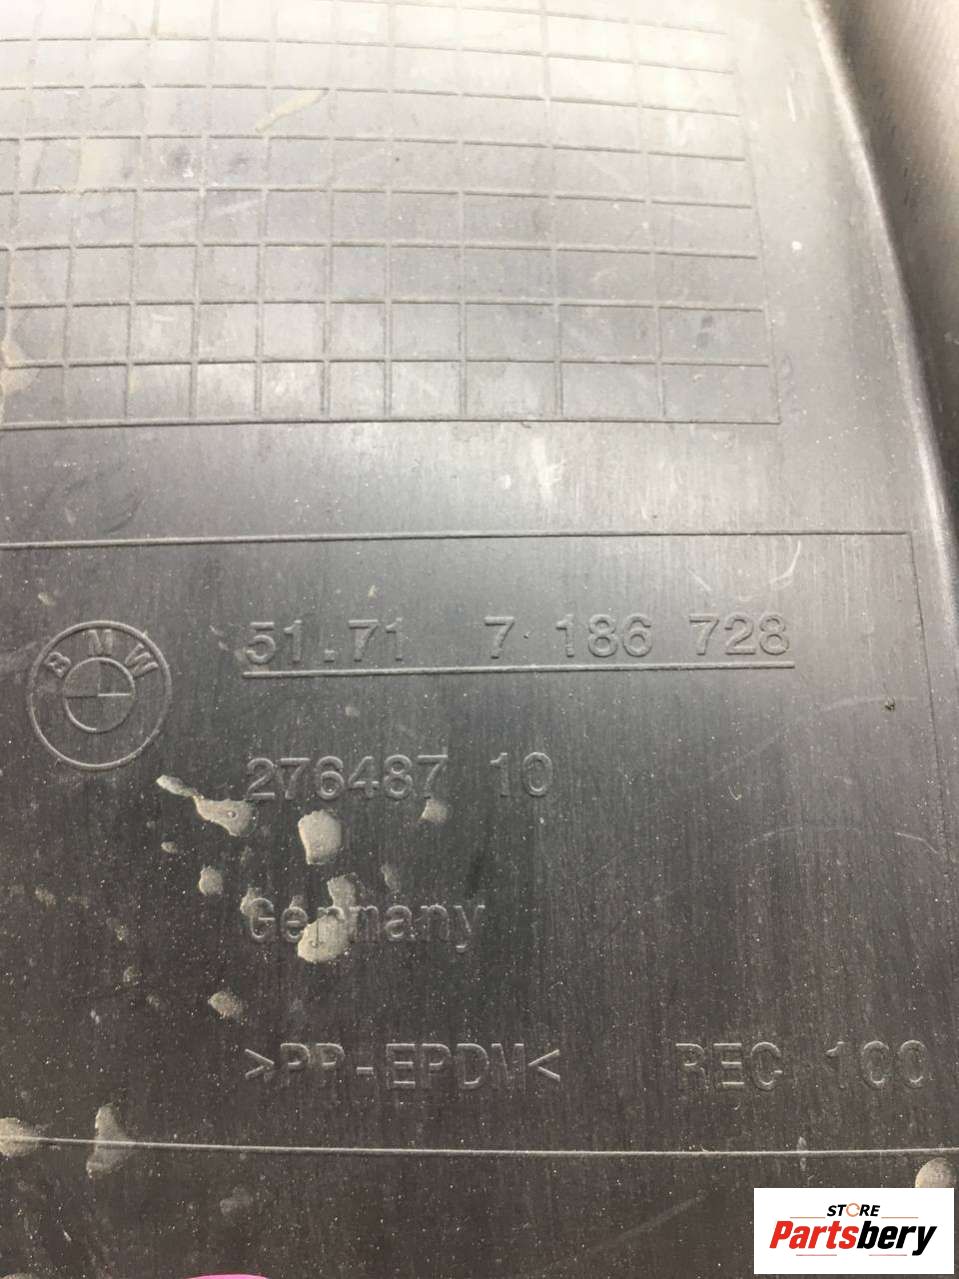 BMW
51.71 7 186 728
276487 10
Germany
>PP-EPDM< REC 100
STORE
Partsbery